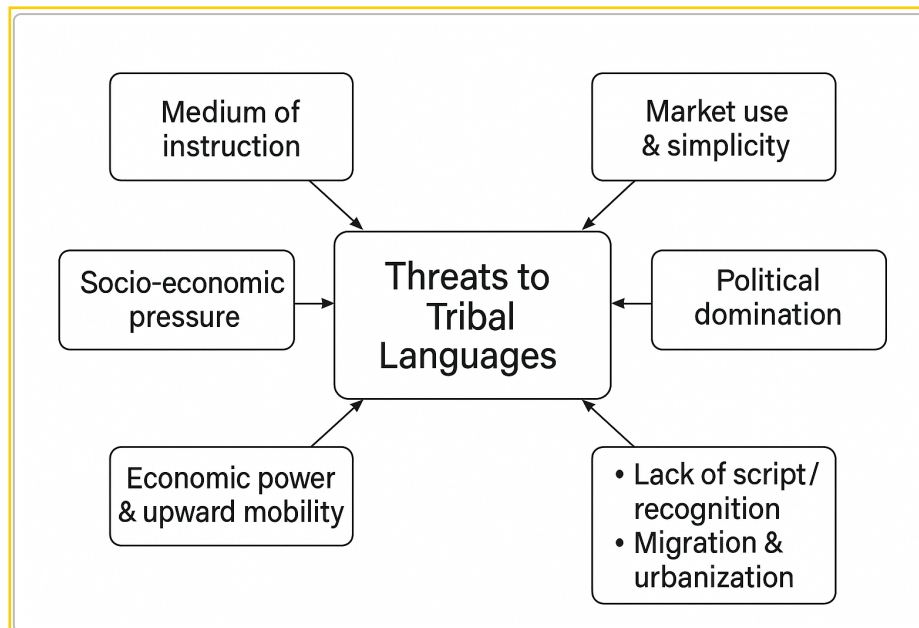 Medium of
instruction
Market use
& simplicity
Socio-economic
pressure
Threats to
Tribal
Languages
Political
domination
Economic power
& upward mobility
• Lack of script/
recognition
• Migration &
urbanization